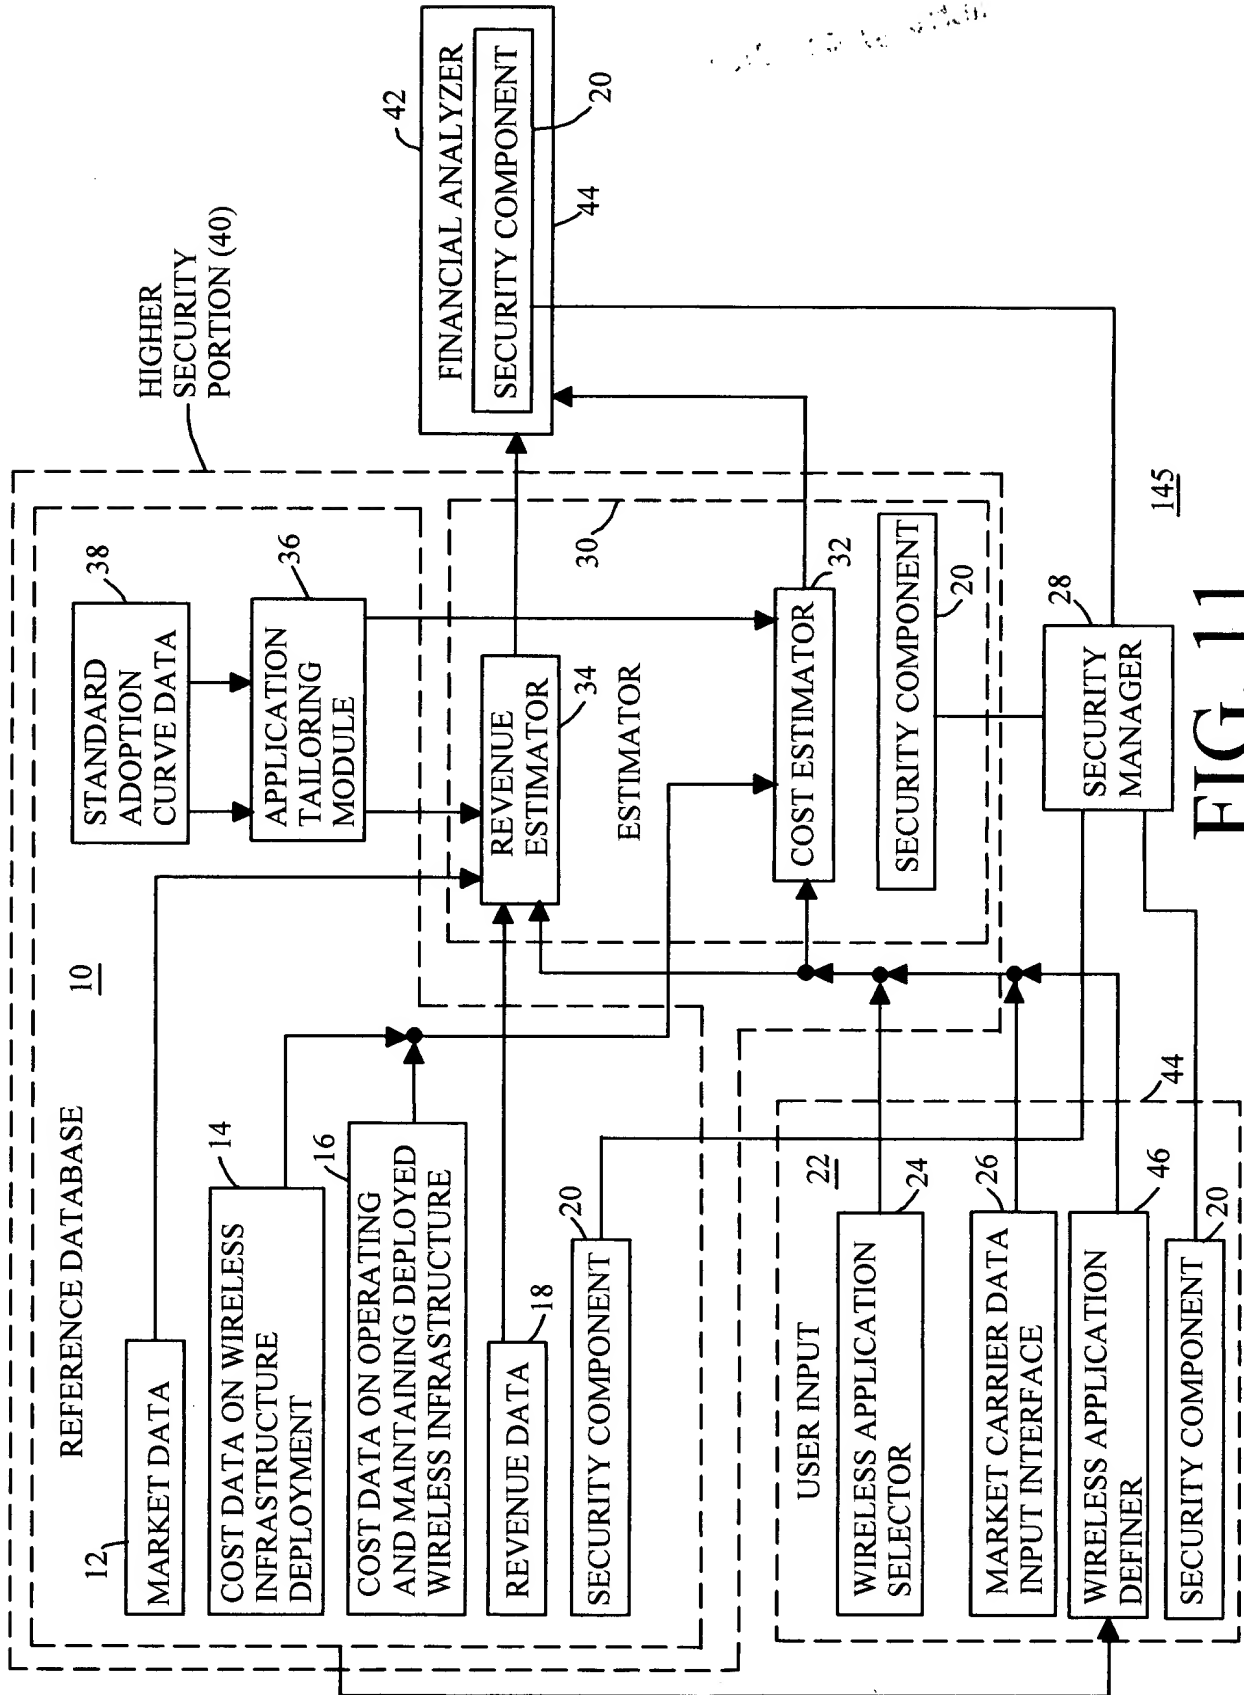 HIGHER
SECURITY
PORTION (40)
REFERENCE DATABASE
10
12
MARKET DATA
14
COST DATA ON WIRELESS
INFRASTRUCTURE
DEPLOYMENT
16
COST DATA ON OPERATING
AND MAINTAINING DEPLOYED
WIRELESS INFRASTRUCTURE
18
REVENUE DATA
20
SECURITY COMPONENT
38
STANDARD
ADOPTION
CURVE DATA
36
APPLICATION
TAILORING
MODULE
30
REVENUE
ESTIMATOR
34
ESTIMATOR
COST ESTIMATOR
32
SECURITY COMPONENT
20
42
FINANCIAL ANALYZER
SECURITY COMPONENT
20
44
USER INPUT
22
WIRELESS APPLICATION
SELECTOR
24
MARKET CARRIER DATA
INPUT INTERFACE
26
WIRELESS APPLICATION
DEFINER
46
SECURITY COMPONENT
20
44
28
SECURITY
MANAGER
145
FIG. 11